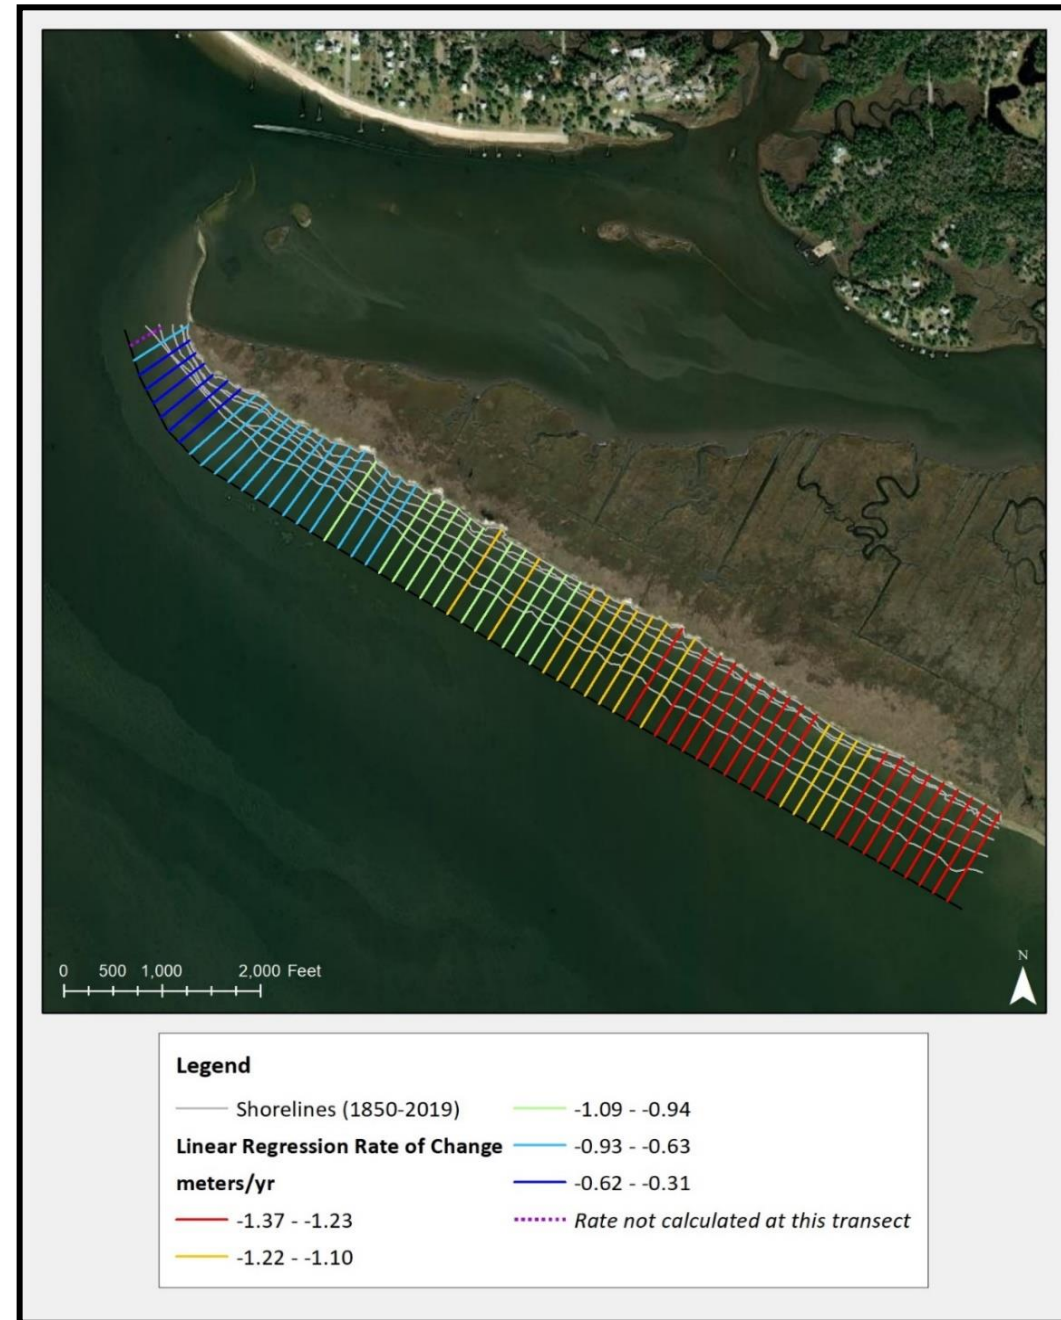 N
0 500 1,000 2,000 Feet
Legend
Shorelines (1850-2019)
Linear Regression Rate of Change
meters/yr
-1.37 - -1.23
-1.22 - -1.10
-1.09 - -0.94
-0.93 - -0.63
-0.62 - -0.31
Rate not calculated at this transect